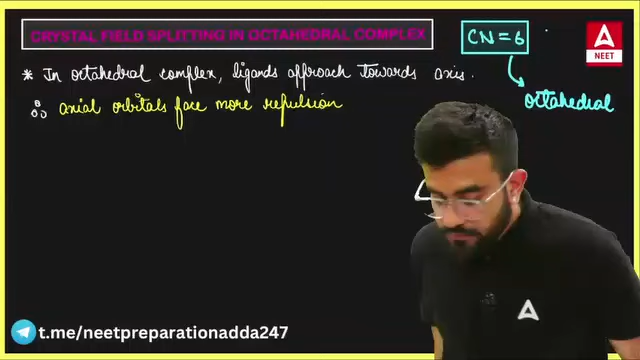 CRYSTAL FIELD SPLITTING IN OCTAHEDRAL COMPLEX
CN = 6
A
NEET
* In octahedral complex, ligands approach towards axis.
octahedral
∴ axial orbitals face more repulsion
A
t.me/neetpreparationadda247